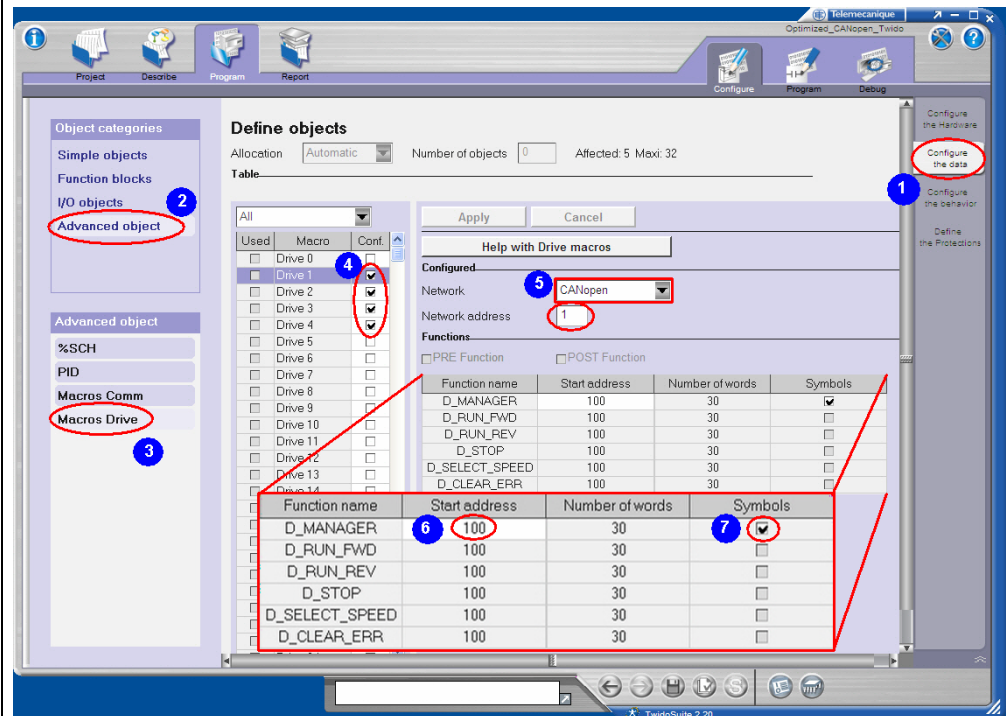 Telemecanique
Optimized_CANopen_Twido
Project
Describe
Program
Report
Configure
Program
Debug
Object categories
Simple objects
Function blocks
I/O objects
Advanced object
2
Advanced object
%SCH
PID
Macros Comm
Macros Drive
3
Define objects
Allocation Automatic Number of objects 0 Affected: 5 Maxi: 32
Table
All
Used Macro Conf.
Drive 0
Drive 1
Drive 2
Drive 3
Drive 4
Drive 5
Drive 6
Drive 7
Drive 8
Drive 9
Drive 10
Drive 11
Drive 12
Drive 13
Drive 14
4
Apply Cancel
Help with Drive macros
Configured
Network 5 CANopen
Network address 1
Functions
PRE Function POST Function
Function name Start address Number of words Symbols
D_MANAGER 100 30
D_RUN_FWD 100 30
D_RUN_REV 100 30
D_STOP 100 30
D_SELECT_SPEED 100 30
D_CLEAR_ERR 100 30
Function name Start address Number of words Symbols
D_MANAGER 6 100 30 7
D_RUN_FWD 100 30
D_RUN_REV 100 30
D_STOP 100 30
D_SELECT_SPEED 100 30
D_CLEAR_ERR 100 30
Configure
the Hardware
Configure
the data
1
Configure
the behavior
Define
the Protections
TwidoSuite 2.20